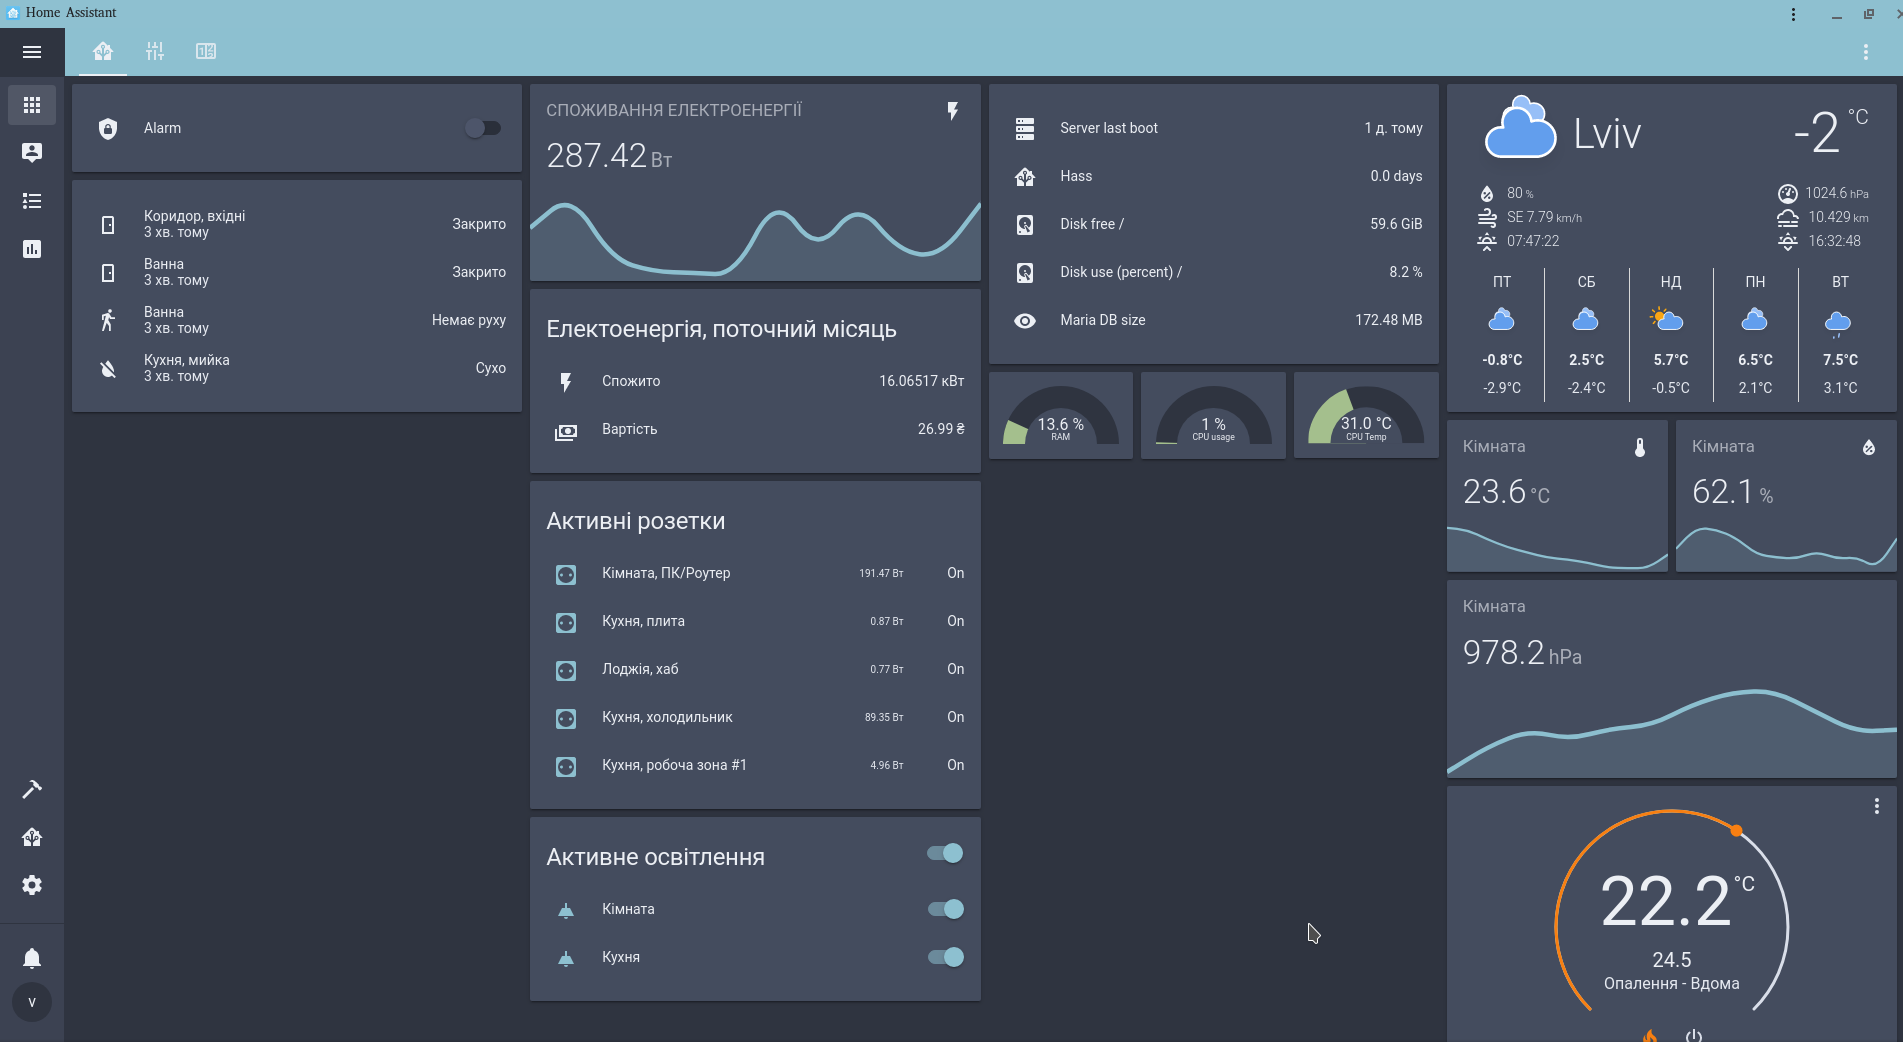 Home Assistant
Alarm
Коридор, вхідні
3 хв. тому
Закрито
Ванна
3 хв. тому
Закрито
Ванна
3 хв. тому
Немає руху
Кухня, мийка
3 хв. тому
Сухо
СПОЖИВАННЯ ЕЛЕКТРОЕНЕРГІЇ
287.42 Вт
Електоенергія, поточний місяць
Спожито 16.06517 кВт
Вартість 26.99 ₴
Активні розетки
Кімната, ПК/Роутер 191.47 Вт On
Кухня, плита 0.87 Вт On
Лоджія, хаб 0.77 Вт On
Кухня, холодильник 89.35 Вт On
Кухня, робоча зона #1 4.96 Вт On
Активне освітлення
Кімната
Кухня
Server last boot 1 д. тому
Hass 0.0 days
Disk free / 59.6 GiB
Disk use (percent) / 8.2 %
Maria DB size 172.48 MB
13.6 %
RAM
1 %
CPU usage
31.0 °C
CPU Temp
Lviv -2 °C
80 % 1024.6 hPa
SE 7.79 km/h 10.429 km
07:47:22 16:32:48
ПТ СБ НД ПН ВТ
-0.8°C 2.5°C 5.7°C 6.5°C 7.5°C
-2.9°C -2.4°C -0.5°C 2.1°C 3.1°C
Кімната
23.6 °C
Кімната
62.1 %
Кімната
978.2 hPa
22.2 °C
24.5
Опалення - Вдома
V